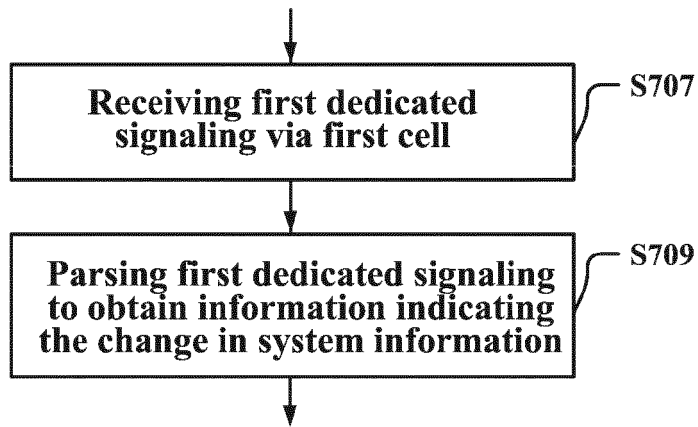 Receiving first dedicated
signaling via first cell
S707
Parsing first dedicated signaling
to obtain information indicating
the change in system information
S709